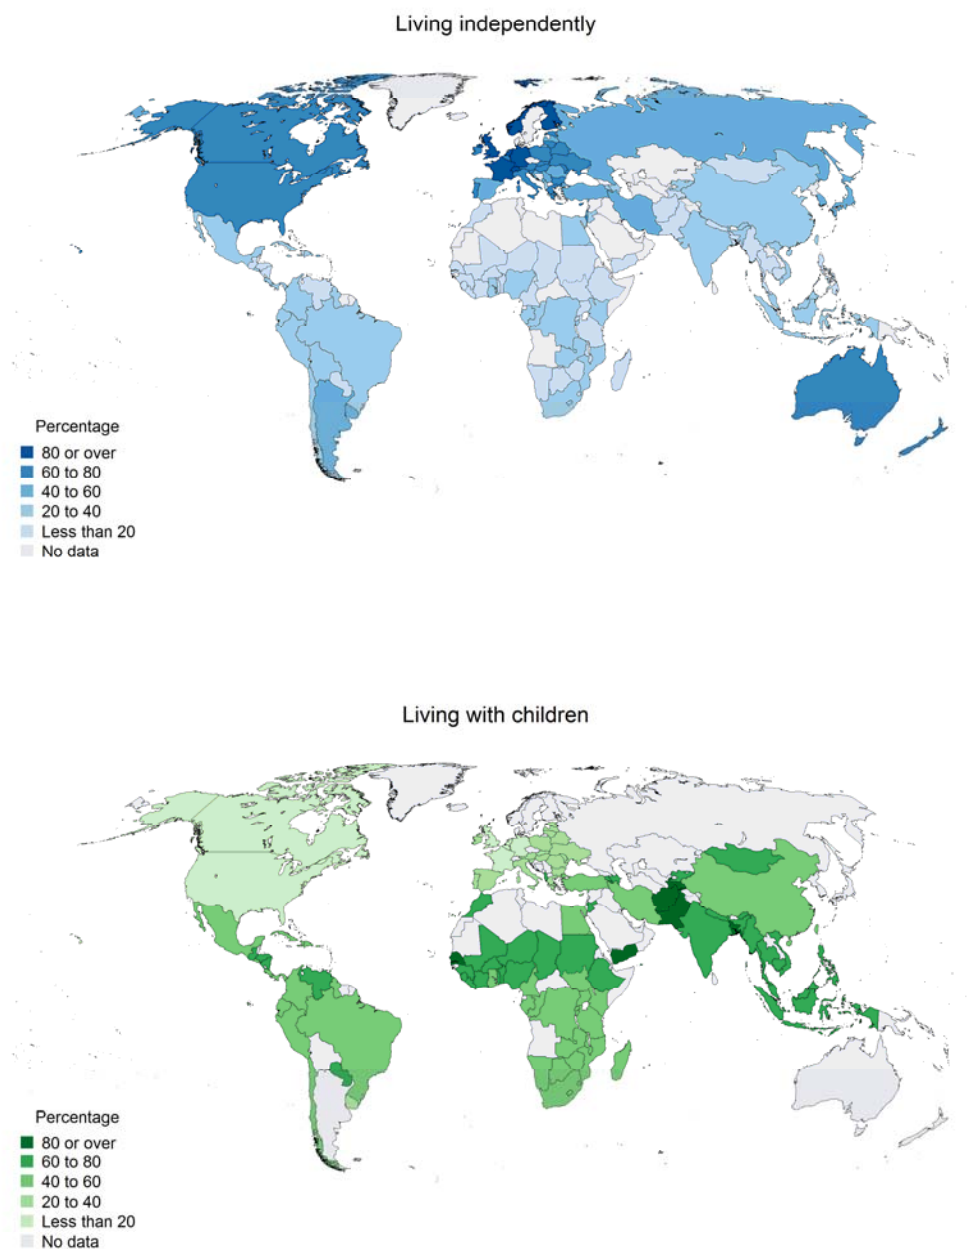 Living independently
Percentage
80 or over
60 to 80
40 to 60
20 to 40
Less than 20
No data
Living with children
Percentage
80 or over
60 to 80
40 to 60
20 to 40
Less than 20
No data